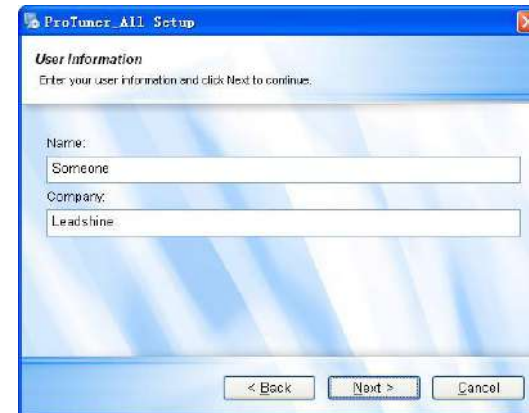 ProTuner_All Setup
User Information
Enter your user information and click Next to continue.
Name:
Someone
Company:
Leadshine
< Back
Next >
Cancel